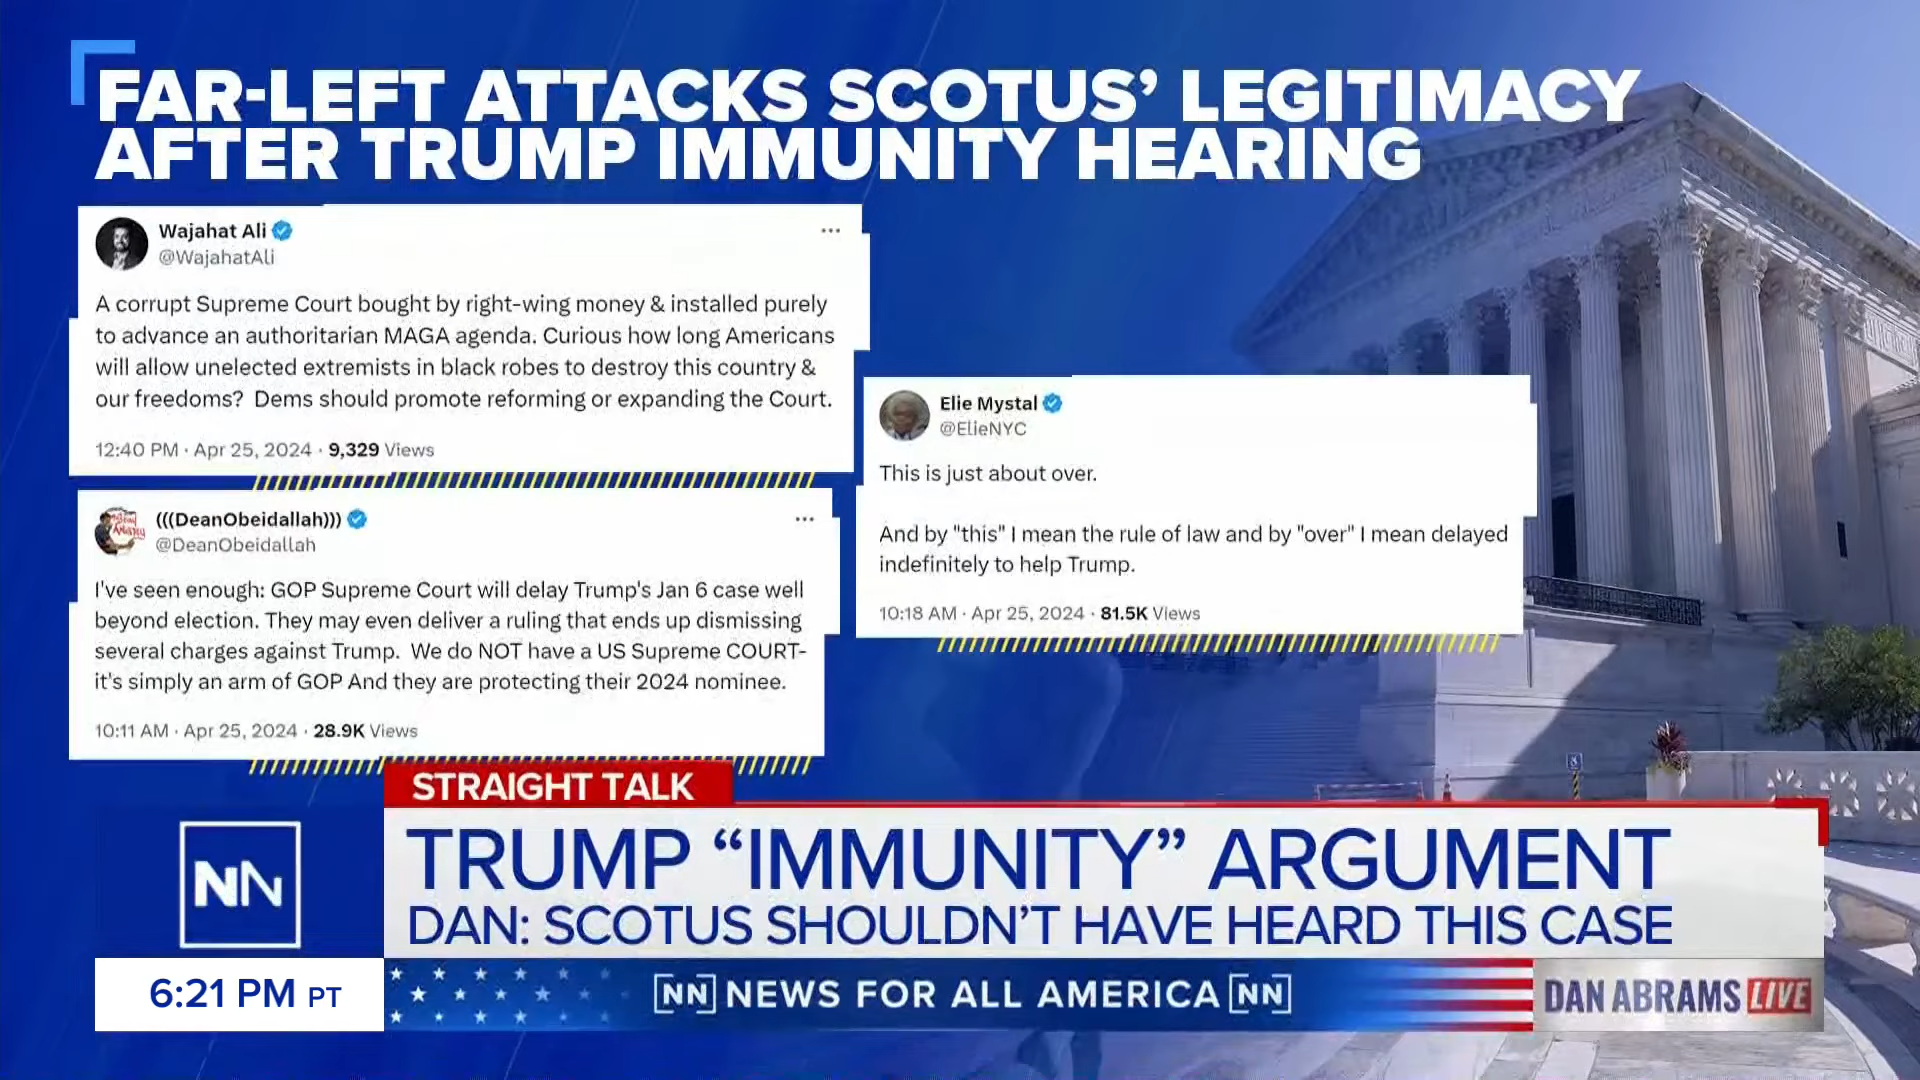 FAR-LEFT ATTACKS SCOTUS' LEGITIMACY
AFTER TRUMP IMMUNITY HEARING
Wajahat Ali
@WajahatAli
A corrupt Supreme Court bought by right-wing money & installed purely
to advance an authoritarian MAGA agenda. Curious how long Americans
will allow unelected extremists in black robes to destroy this country &
our freedoms? Dems should promote reforming or expanding the Court.
12:40 PM · Apr 25, 2024 · 9,329 Views
(((DeanObeidallah)))
@DeanObeidallah
I've seen enough: GOP Supreme Court will delay Trump's Jan 6 case well
beyond election. They may even deliver a ruling that ends up dismissing
several charges against Trump. We do NOT have a US Supreme COURT-
it's simply an arm of GOP And they are protecting their 2024 nominee.
10:11 AM · Apr 25, 2024 · 28.9K Views
Elie Mystal
@ElieNYC
This is just about over.
And by "this" I mean the rule of law and by "over" I mean delayed
indefinitely to help Trump.
10:18 AM · Apr 25, 2024 · 81.5K Views
STRAIGHT TALK
NN
TRUMP “IMMUNITY” ARGUMENT
DAN: SCOTUS SHOULDN'T HAVE HEARD THIS CASE
6:21 PM PT
NN NEWS FOR ALL AMERICA NN
DAN ABRAMS LIVE